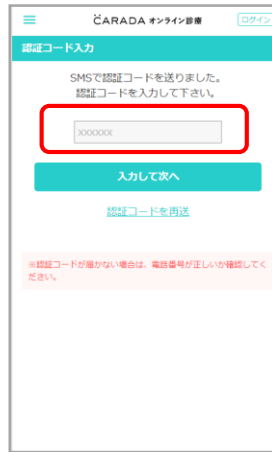 CARADA オンライン診療
ログイン
認証コード入力
SMSで認証コードを送りました。
認証コードを入力して下さい。
xxxxxx
入力して次へ
認証コードを再送
※認証コードが届かない場合は、電話番号が正しいか確認してく
ださい。